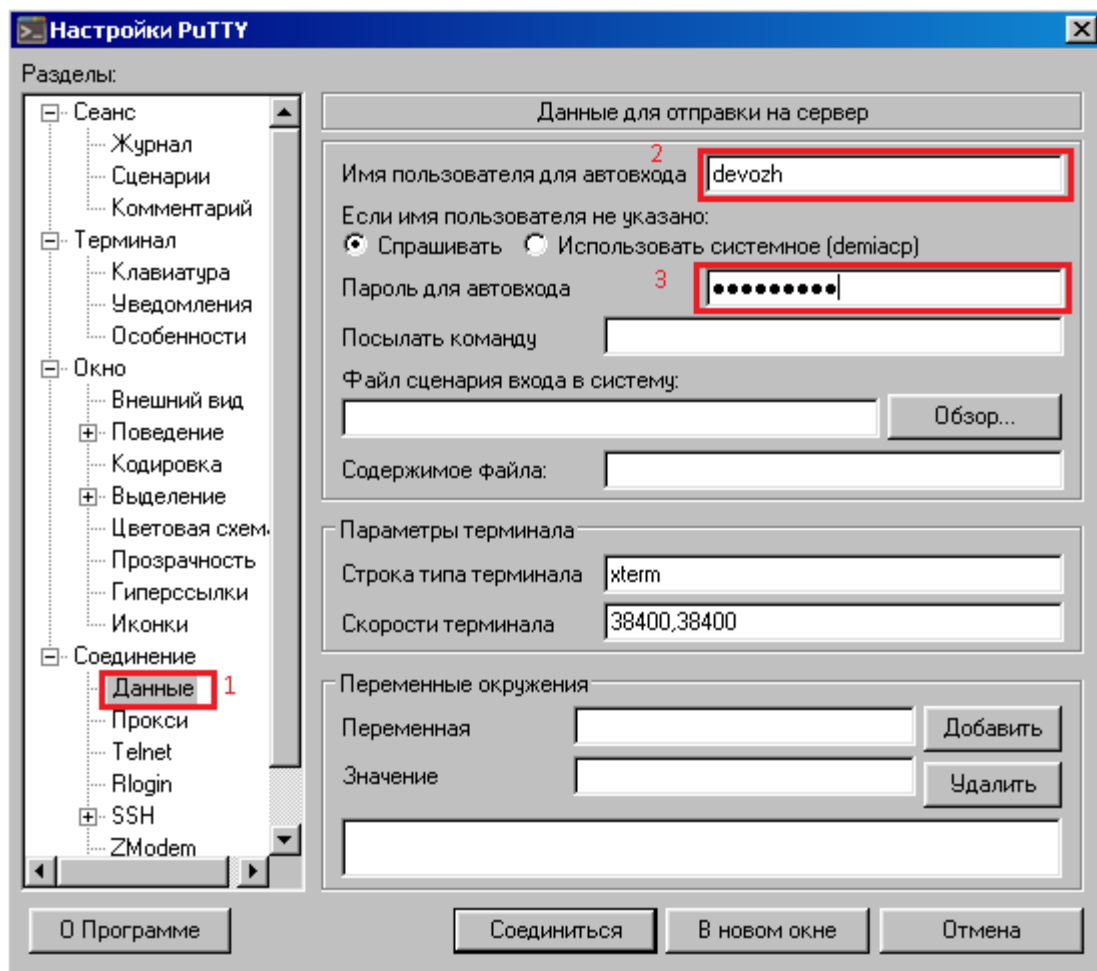 Настройки PuTTY
Разделы:
Сеанс
Журнал
Сценарии
Комментарий
Терминал
Клавиатура
Уведомления
Особенности
Окно
Внешний вид
Поведение
Кодировка
Выделение
Цветовая схем
Прозрачность
Гиперссылки
Иконки
Соединение
Данные 1
Прокси
Telnet
Rlogin
SSH
ZModem
Данные для отправки на сервер
Имя пользователя для автовхода 2 devozh
Если имя пользователя не указано:
Спрашивать Использовать системное (demiacp)
Пароль для автовхода 3 ●●●●●●●●●
Посылать команду
Файл сценария входа в систему:
Обзор...
Содержимое файла:
Параметры терминала
Строка типа терминала xterm
Скорости терминала 38400,38400
Переменные окружения
Переменная Добавить
Значение Удалить
О Программе Соединиться В новом окне Отмена